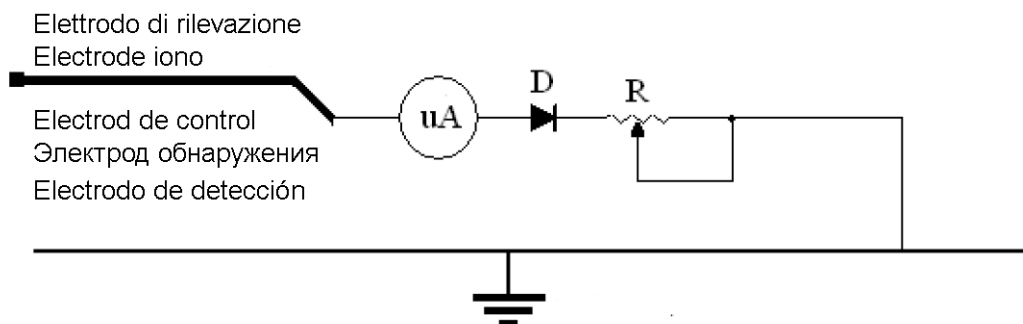 Elettrodo di rilevazione
Electrode iono
Electrod de control
Электрод обнаружения
Electrodo de detección
uA
D
R